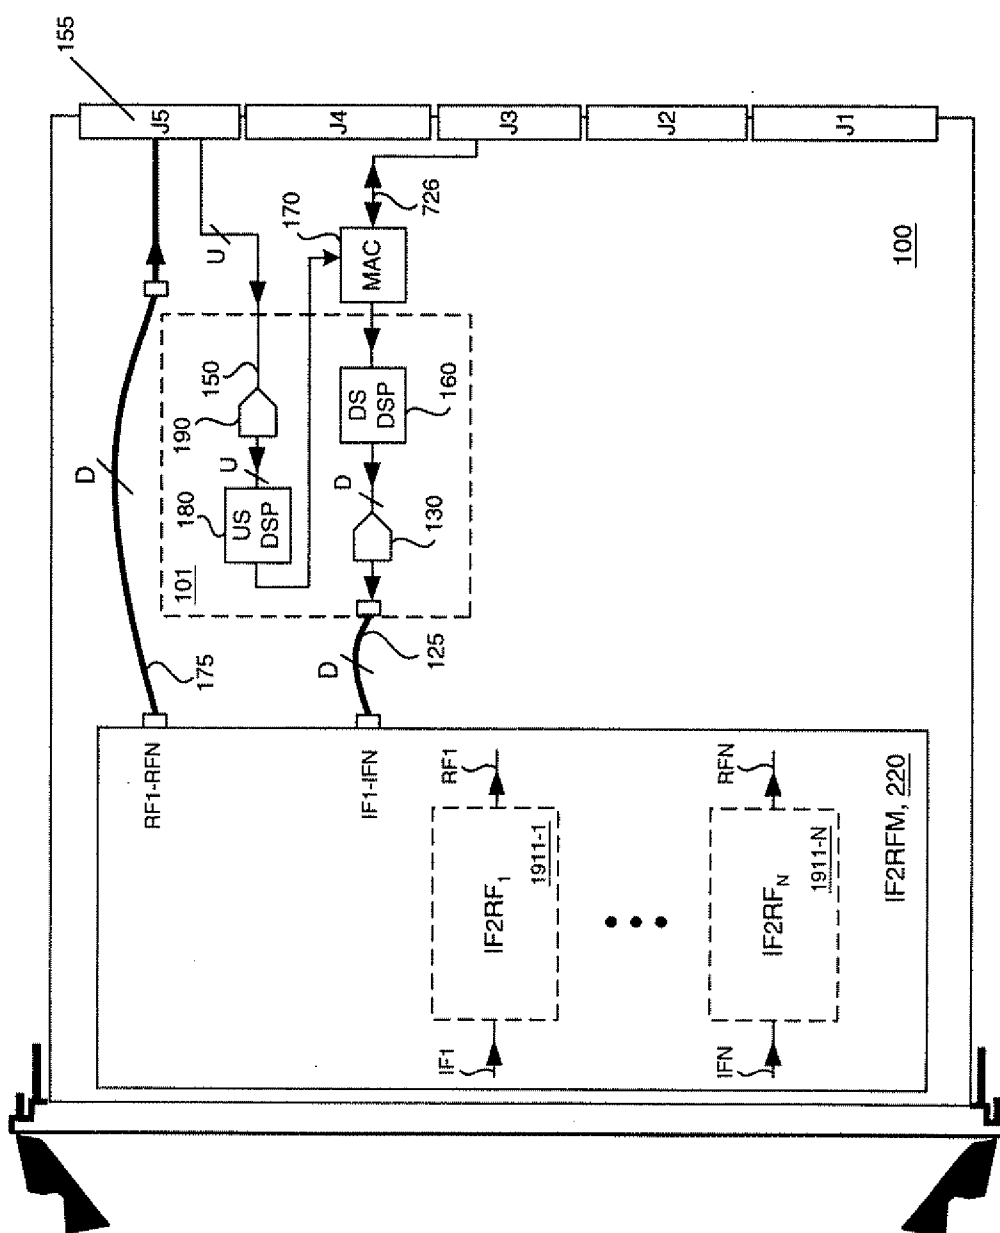 155
J5
J4
J3
J2
J1
U
726
170
MAC
100
150
190
U
180
US
DSP
101
DS
DSP
160
D
130
D
175
D
125
RF1-RFN
IF1-IFN
RF1
IF2RF1
1911-1
IF1
RFN
IF2RFN
1911-N
IFN
IF2RFM, 220